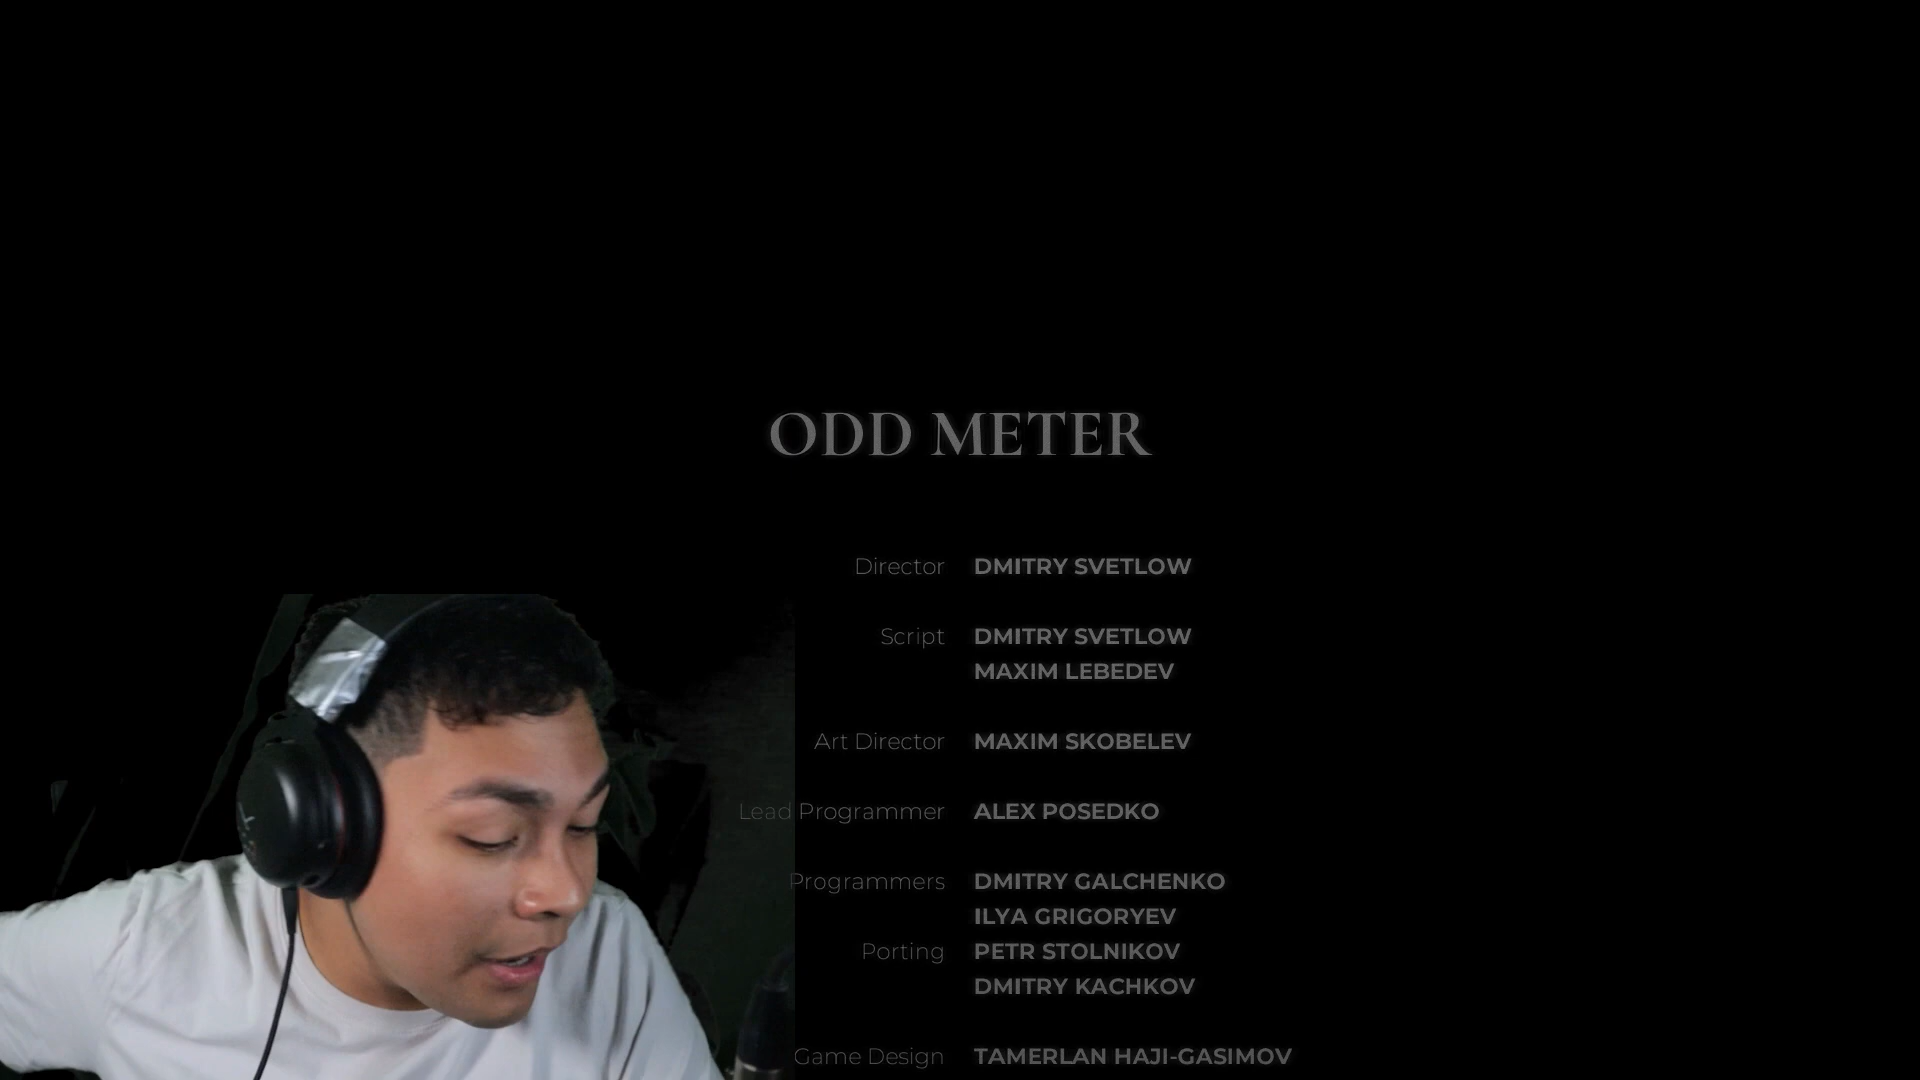 ODD METER
Director DMITRY SVETLOW
Script DMITRY SVETLOW
MAXIM LEBEDEV
Art Director MAXIM SKOBELEV
Lead Programmer ALEX POSEDKO
Programmers DMITRY GALCHENKO
ILYA GRIGORYEV
Porting PETR STOLNIKOV
DMITRY KACHKOV
Game Design TAMERLAN HAJI-GASIMOV